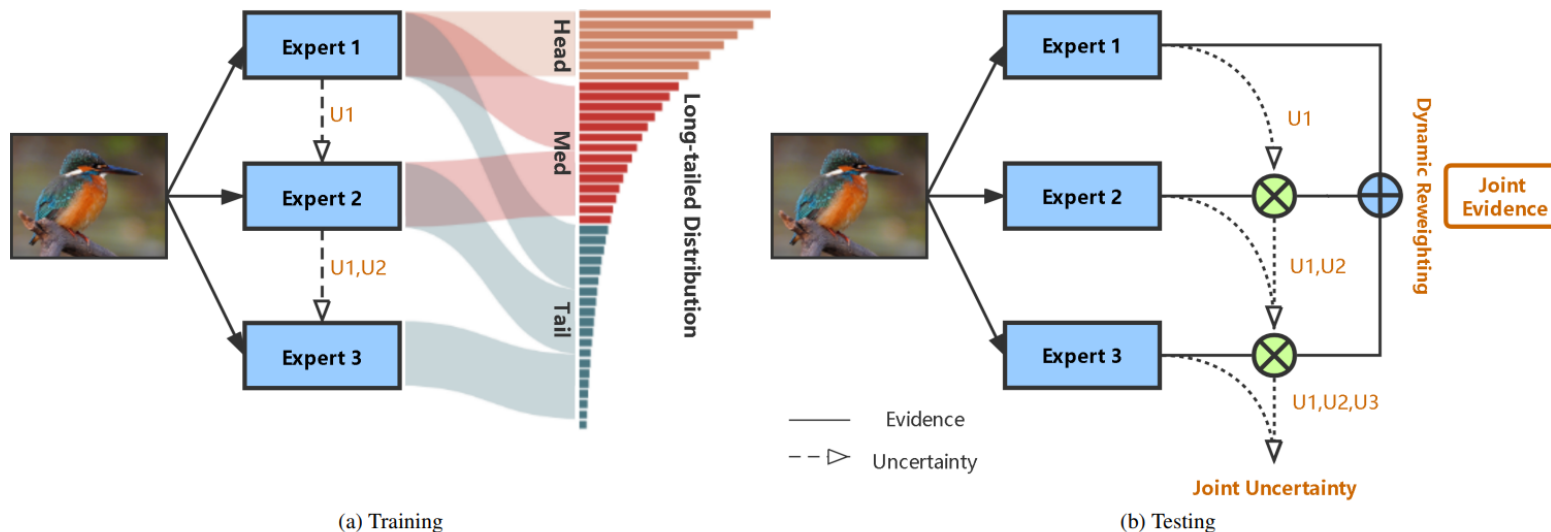 Expert 1
U1
Expert 2
U1,U2
Expert 3
Head
Med
Tail
Long-tailed Distribution
(a) Training
Expert 1
U1
Expert 2
U1,U2
Expert 3
U1,U2,U3
Joint Uncertainty
Dynamic Reweighting
Joint
Evidence
Evidence
Uncertainty
(b) Testing